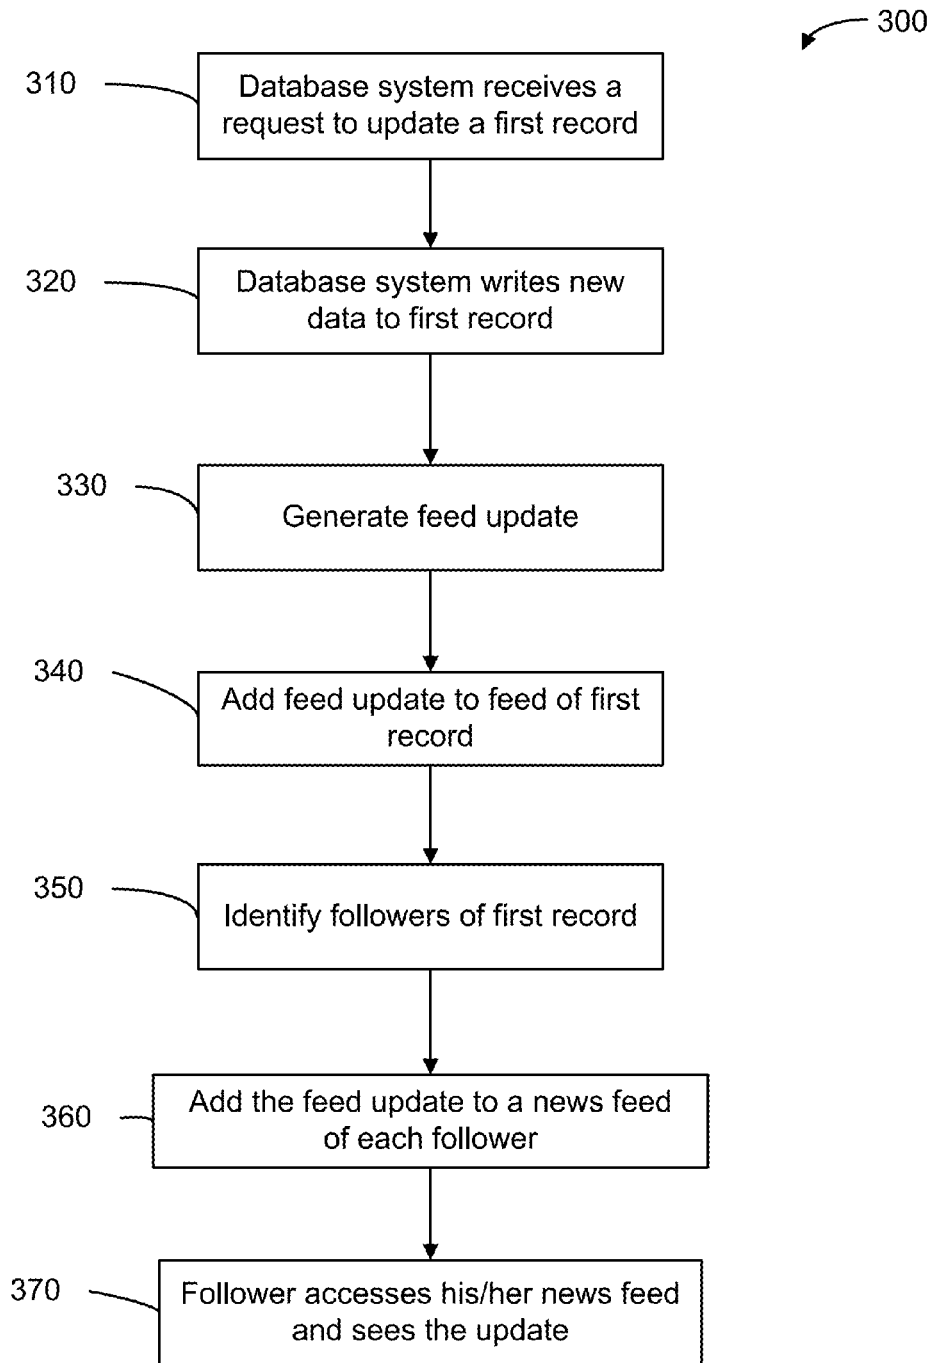 300
310
Database system receives a
request to update a first record
320
Database system writes new
data to first record
330
Generate feed update
340
Add feed update to feed of first
record
350
Identify followers of first record
360
Add the feed update to a news feed
of each follower
370
Follower accesses his/her news feed
and sees the update